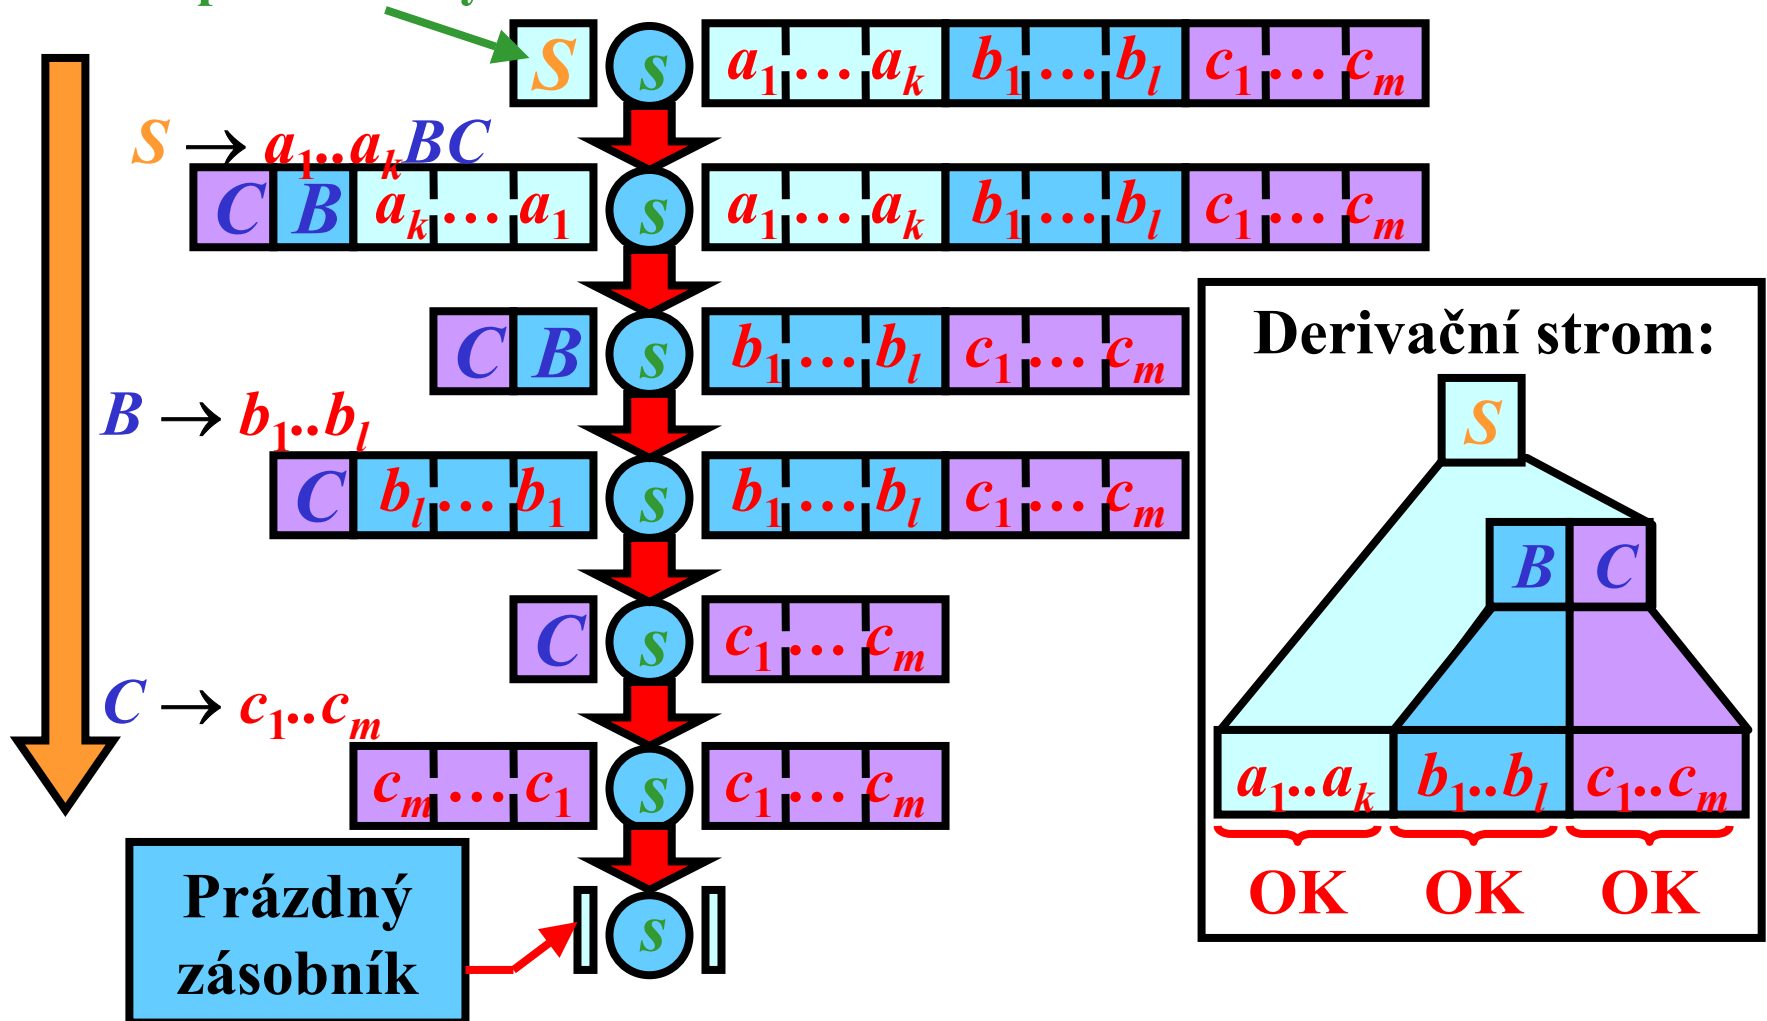 S s a1 … ak b1 … bl c1 … cm
S → a1..akBC
C B ak … a1 s a1 … ak b1 … bl c1 … cm
C B s b1 … bl c1 … cm
B → b1..bl
C bl … b1 s b1 … bl c1 … cm
C s c1 … cm
C → c1..cm
cm … c1 s c1 … cm
s
Prázdný
zásobník
Derivační strom:
S
B C
a1..ak b1..bl c1..cm
OK OK OK